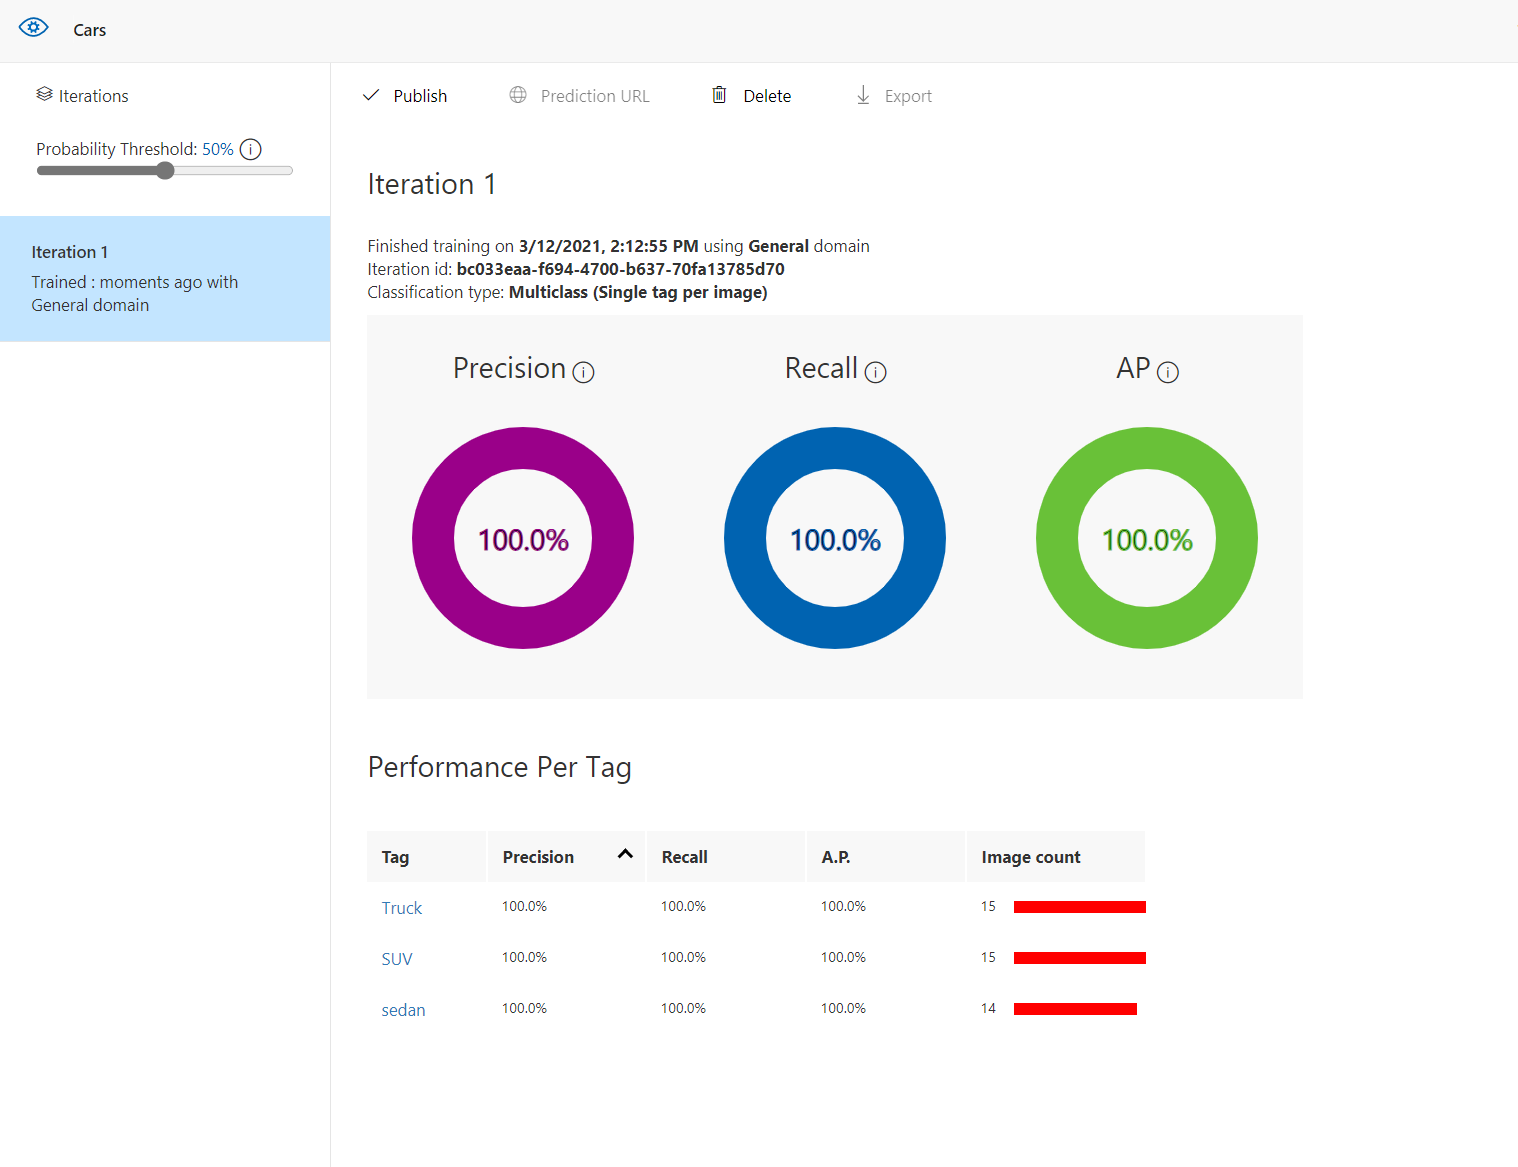 Cars
Iterations
Probability Threshold: 50%
Iteration 1
Trained : moments ago with
General domain
Publish
Prediction URL
Delete
Export
Iteration 1
Finished training on 3/12/2021, 2:12:55 PM using General domain
Iteration id: bc033eaa-f694-4700-b637-70fa13785d70
Classification type: Multiclass (Single tag per image)
Precision
Recall
AP
100.0%
100.0%
100.0%
Performance Per Tag
Tag Precision Recall A.P. Image count
Truck 100.0% 100.0% 100.0% 15
SUV 100.0% 100.0% 100.0% 15
sedan 100.0% 100.0% 100.0% 14